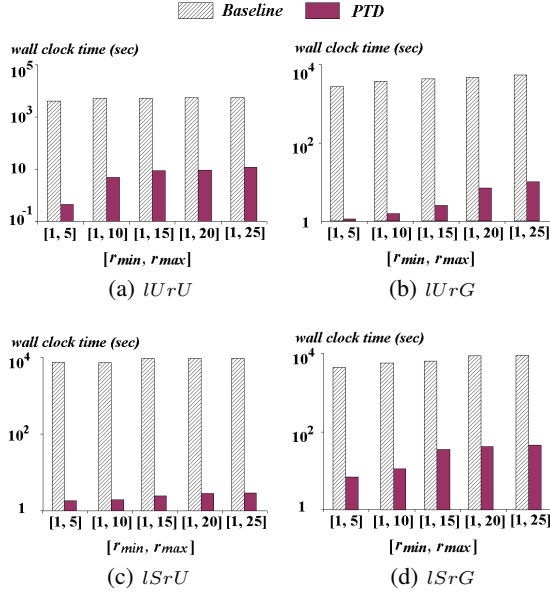 Baseline PTD
wall clock time (sec)
10^5
10^3
10
10^-1
[1, 5] [1, 10] [1, 15] [1, 20] [1, 25]
[r_min, r_max]
(a) lUrU
wall clock time (sec)
10^4
10^2
1
[1, 5] [1, 10] [1, 15] [1, 20] [1, 25]
[r_min, r_max]
(b) lUrG
wall clock time (sec)
10^4
10^2
1
[1, 5] [1, 10] [1, 15] [1, 20] [1, 25]
[r_min, r_max]
(c) lSrU
wall clock time (sec)
10^4
10^2
1
[1, 5] [1, 10] [1, 15] [1, 20] [1, 25]
[r_min, r_max]
(d) lSrG